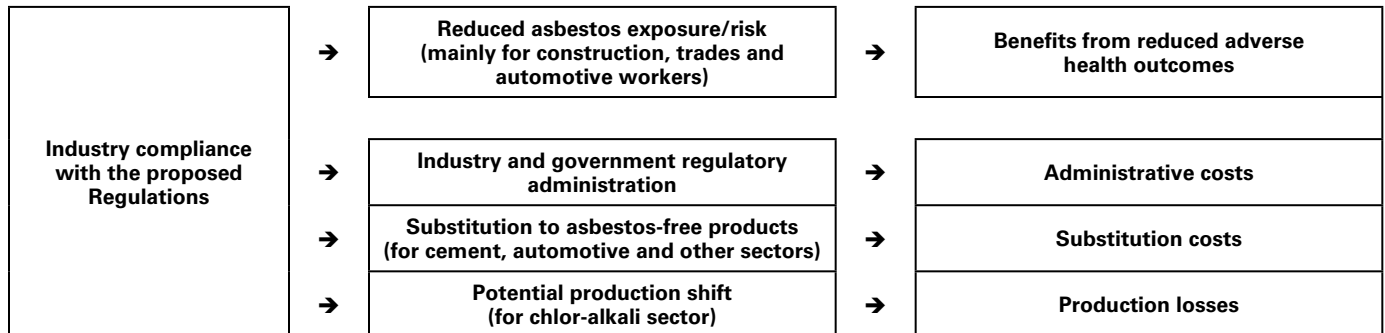 Industry compliance
with the proposed
Regulations
➔
Reduced asbestos exposure/risk
(mainly for construction, trades and
automotive workers)
➔
Benefits from reduced adverse
health outcomes
➔
Industry and government regulatory
administration
➔
Administrative costs
➔
Substitution to asbestos-free products
(for cement, automotive and other sectors)
➔
Substitution costs
➔
Potential production shift
(for chlor-alkali sector)
➔
Production losses